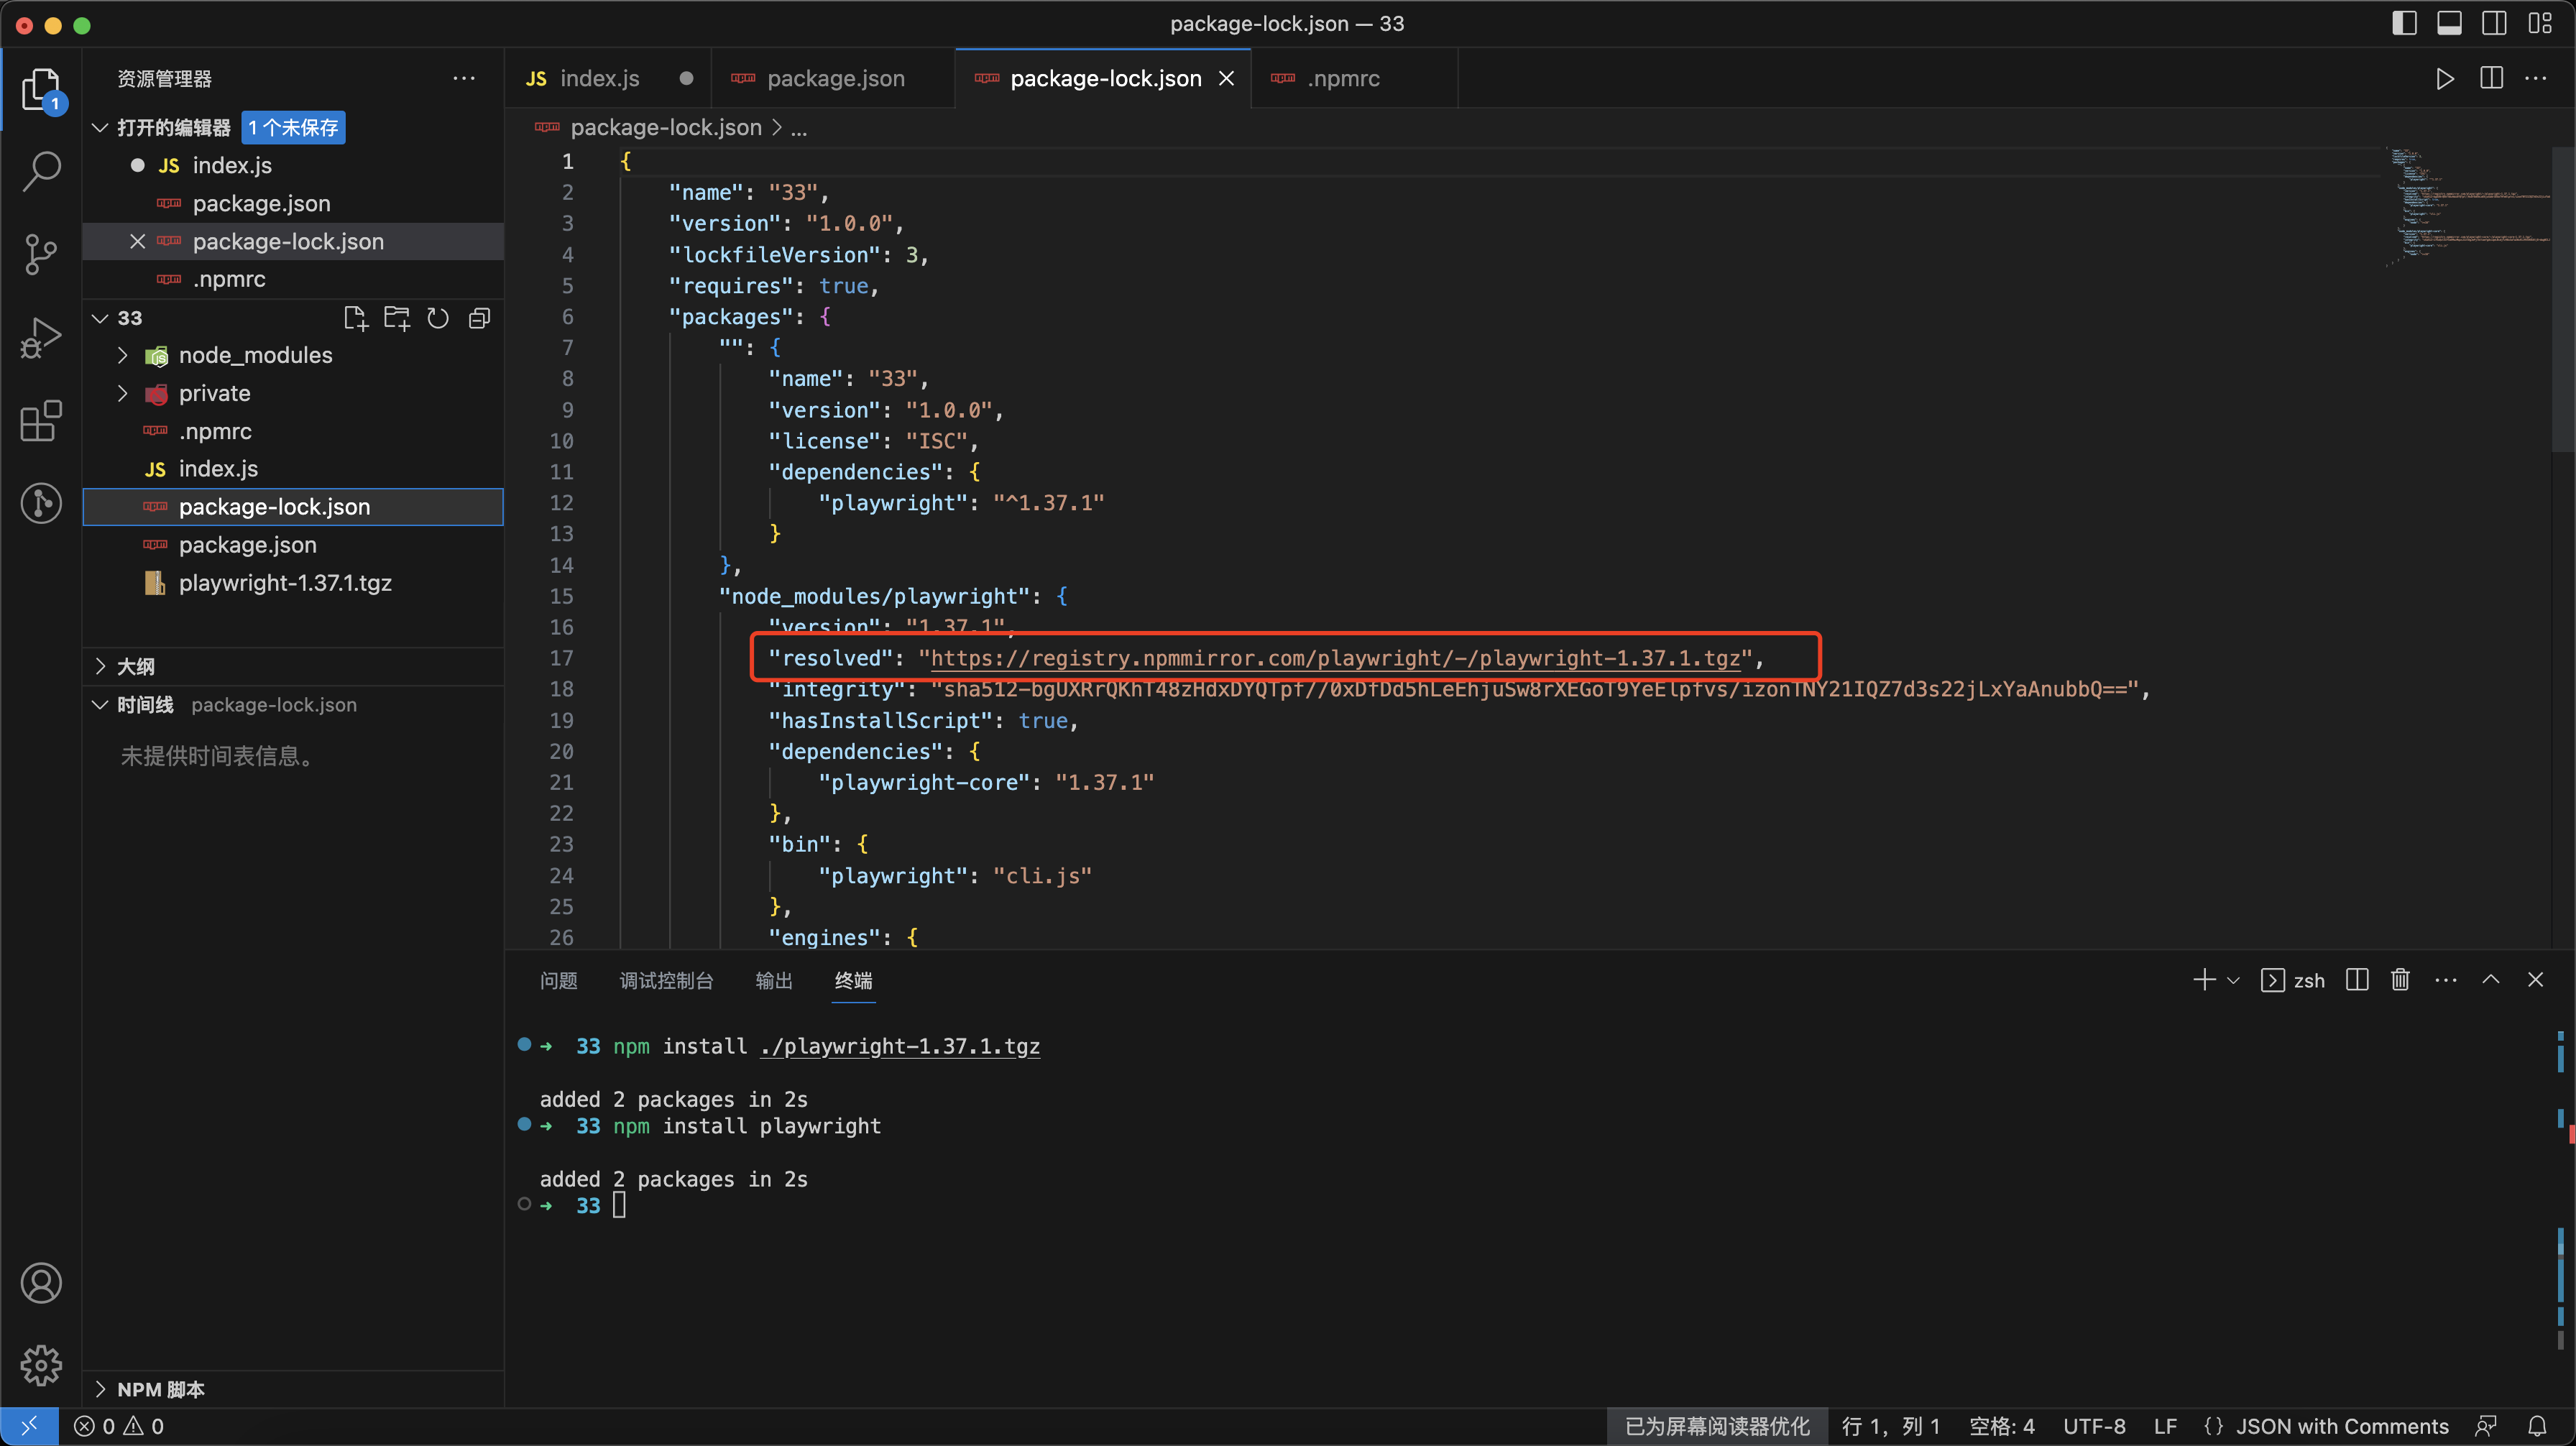 package-lock.json — 33
资源管理器
1
打开的编辑器 1 个未保存
JS index.js
package.json
package-lock.json
.npmrc
33
node_modules
private
.npmrc
JS index.js
package-lock.json
package.json
playwright-1.37.1.tgz
大纲
时间线 package-lock.json
未提供时间表信息。
NPM 脚本
JS index.js
package.json
package-lock.json
.npmrc
package-lock.json > ...
1 {
2 "name": "33",
3 "version": "1.0.0",
4 "lockfileVersion": 3,
5 "requires": true,
6 "packages": {
7 "": {
8 "name": "33",
9 "version": "1.0.0",
10 "license": "ISC",
11 "dependencies": {
12 "playwright": "^1.37.1"
13 }
14 },
15 "node_modules/playwright": {
16 "version": "1.37.1",
17 "resolved": "https://registry.npmmirror.com/playwright/-/playwright-1.37.1.tgz",
18 "integrity": "sha512-bgUXRrQKhT48zHdxDYQTpf//0xDfDd5hLeEhjuSw8rXEGoT9YeElpfvs/izonTNY21IQZ7d3s22jLxYaAnubbQ==",
19 "hasInstallScript": true,
20 "dependencies": {
21 "playwright-core": "1.37.1"
22 },
23 "bin": {
24 "playwright": "cli.js"
25 },
26 "engines": {
问题 调试控制台 输出 终端
zsh
➜ 33 npm install ./playwright-1.37.1.tgz
added 2 packages in 2s
➜ 33 npm install playwright
added 2 packages in 2s
➜ 33
0 0
已为屏幕阅读器优化 行 1，列 1 空格: 4 UTF-8 LF {} JSON with Comments